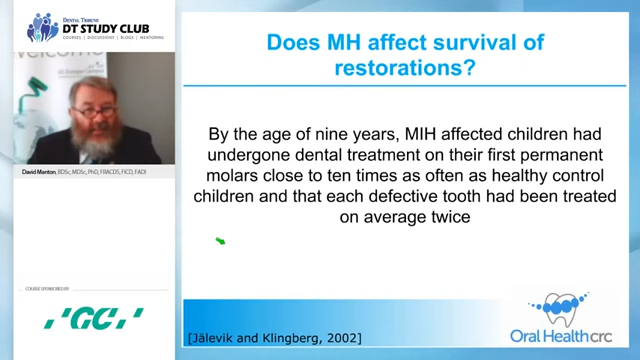 DENTAL TRIBUNE
DT STUDY CLUB
COURSES | DISCUSSIONS | BLOGS | MENTORING
welcome
David Manton, BDSc, MDSc, PhD, FRACDS, FICD, FADI
COURSE SPONSORED BY
GC
Does MH affect survival of
restorations?
By the age of nine years, MIH affected children had
undergone dental treatment on their first permanent
molars close to ten times as often as healthy control
children and that each defective tooth had been treated
on average twice
[Jälevik and Klingberg, 2002]
Oral Health crc